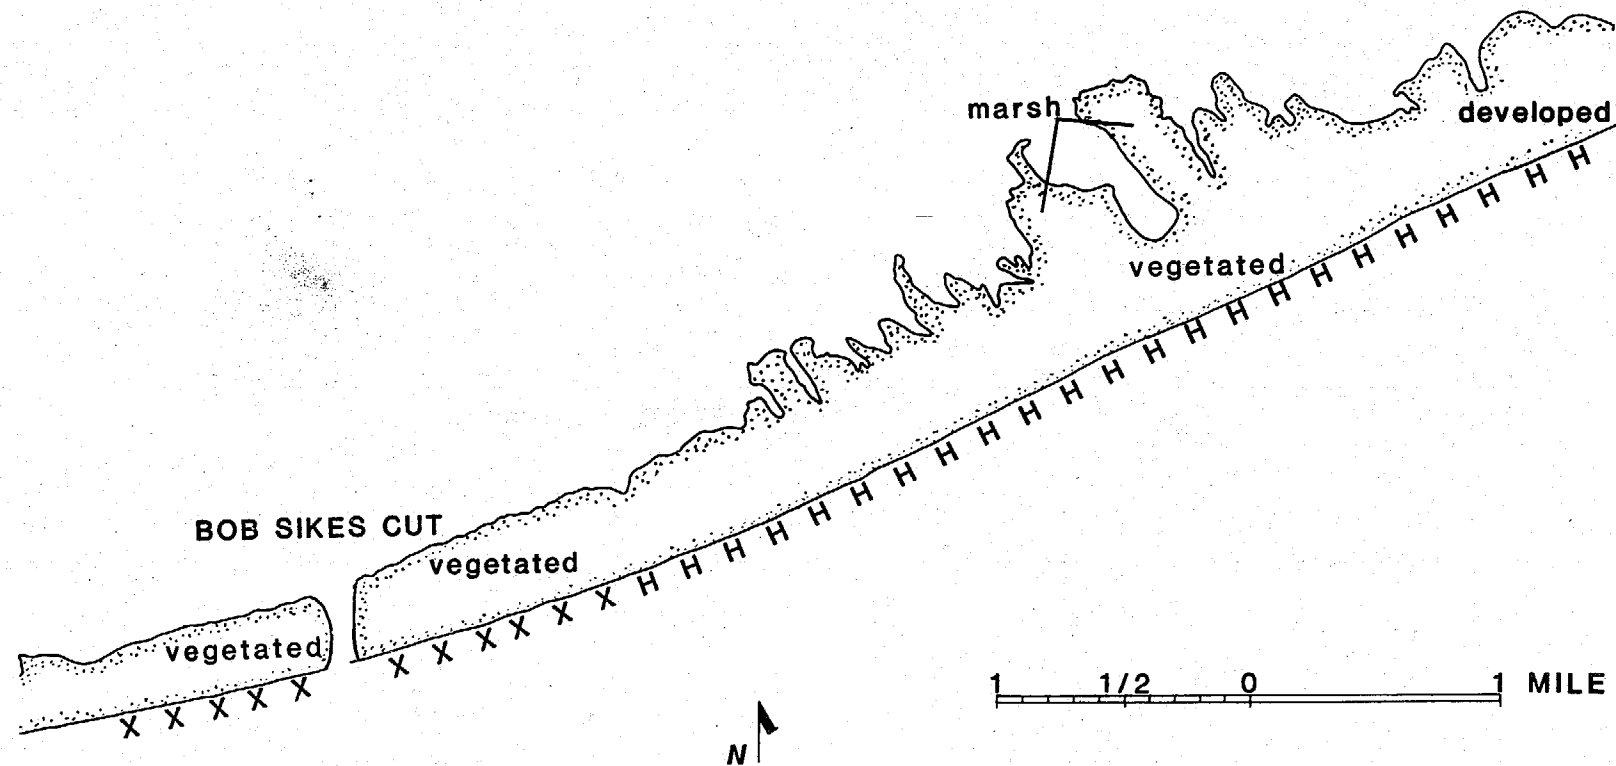 marsh
developed
vegetated
H H H H H H H H H H H H H H H H H H H H H H H
BOB SIKES CUT
vegetated
X X X X X X
vegetated
X X X X X
1 1/2 0 1 MILE
N